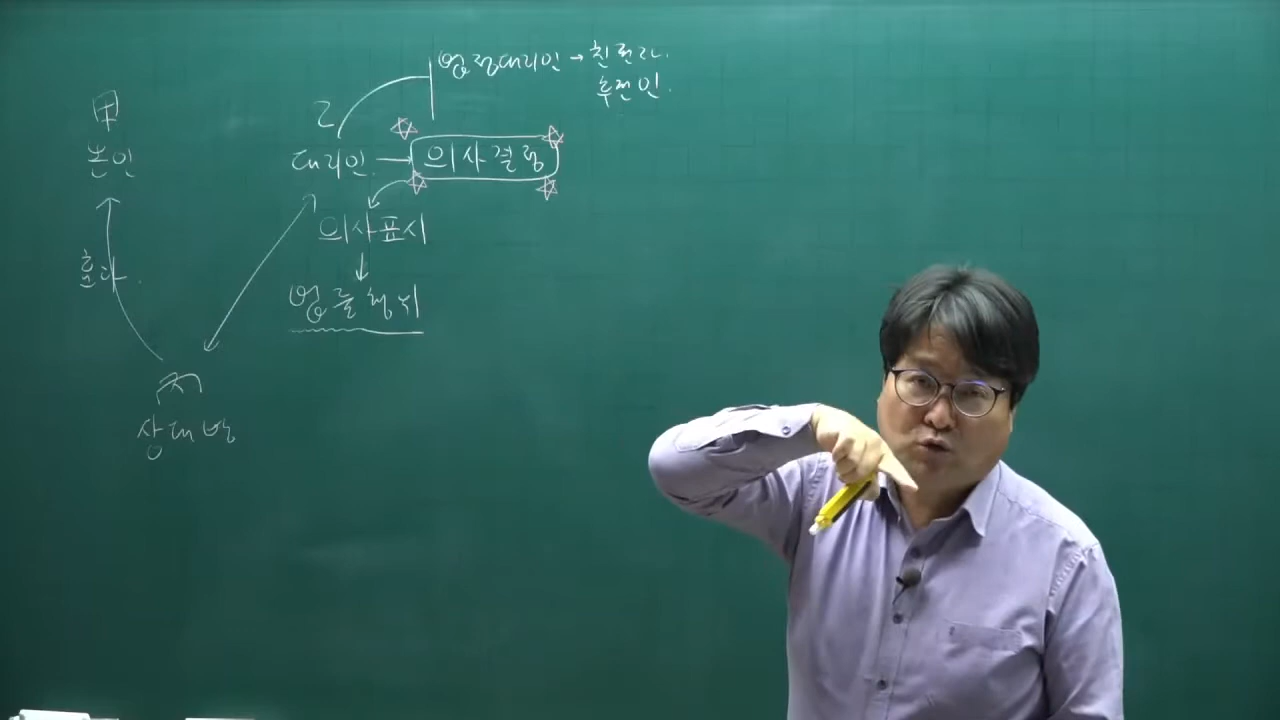 법정대리인 → 친권자.
후견인.
甲
본인
乙
대리인
의사결정
의사표시
법률행위
효과
丙
상대방